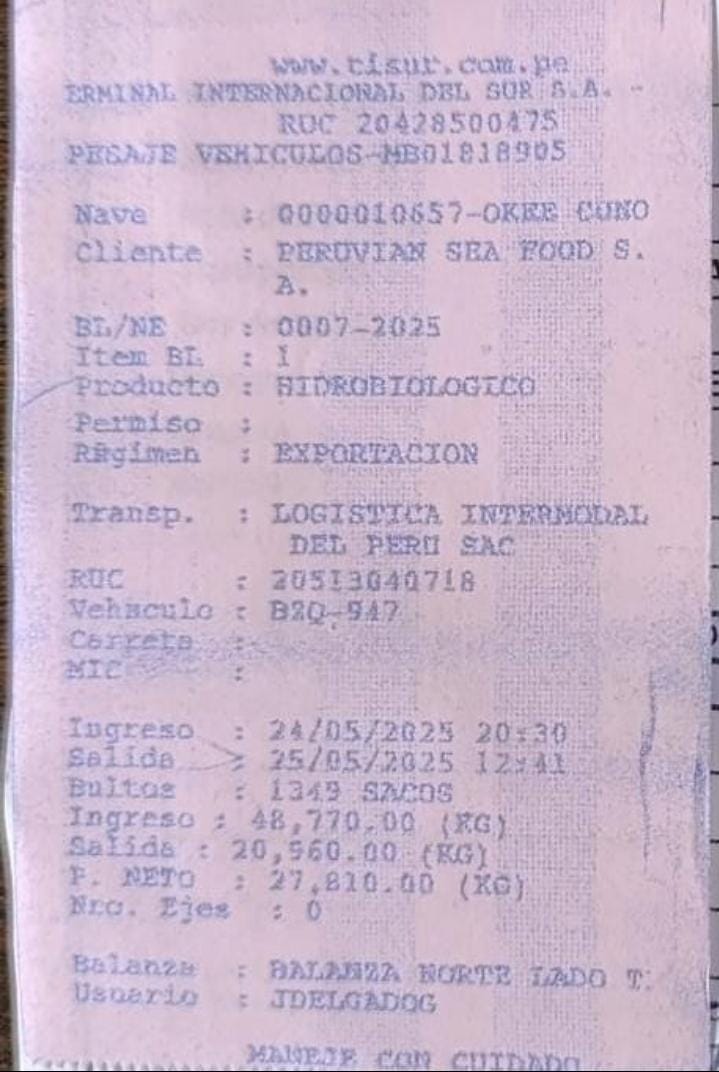 www.tisur.com.pe
ERMINAL INTERNACIONAL DEL SUR S.A. -
RUC 20428500475
PESAJE VEHICULOS-MB01818905
Nave : 0000010657-OKEE CUNO
Cliente : PERUVIAN SEA FOOD S.
A.
BL/NE : 0007-2025
Item BL : 1
Producto : HIDROBIOLOGICO
Permiso :
Régimen : EXPORTACION
Transp. : LOGISTICA INTERMODAL
DEL PERU SAC
RUC : 20513040718
Vehículo : BZQ-947
Carreta :
MIC :
Ingreso : 24/05/2025 20:30
Salida : 25/05/2025 12:41
Bultos : 1349 SACOS
Ingreso : 48,770.00 (KG)
Salida : 20,960.00 (KG)
P. NETO : 27,810.00 (KG)
Nro. Ejes : 0
Balanza : BALANZA NORTE LADO T.
Usuario : JDELGADOG
MANEJE CON CUIDADO